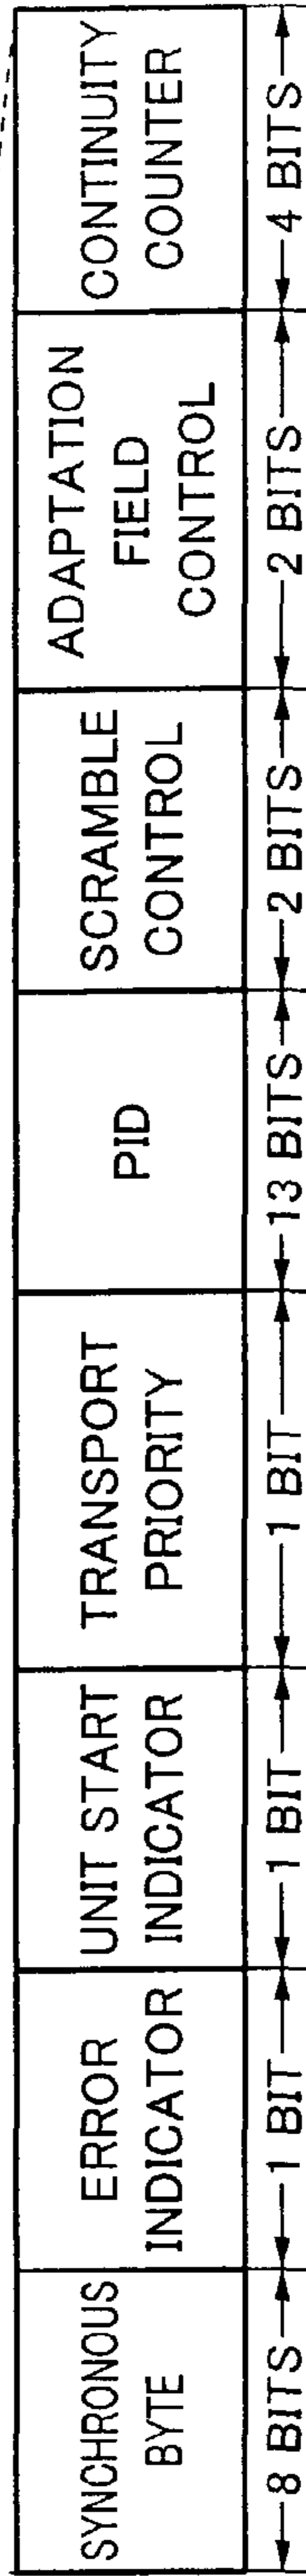 SYNCHRONOUS
BYTE
ERROR
INDICATOR
UNIT START
INDICATOR
TRANSPORT
PRIORITY
PID
SCRAMBLE
CONTROL
ADAPTATION
FIELD
CONTROL
CONTINUITY
COUNTER
8 BITS
1 BIT
1 BIT
1 BIT
13 BITS
2 BITS
2 BITS
4 BITS